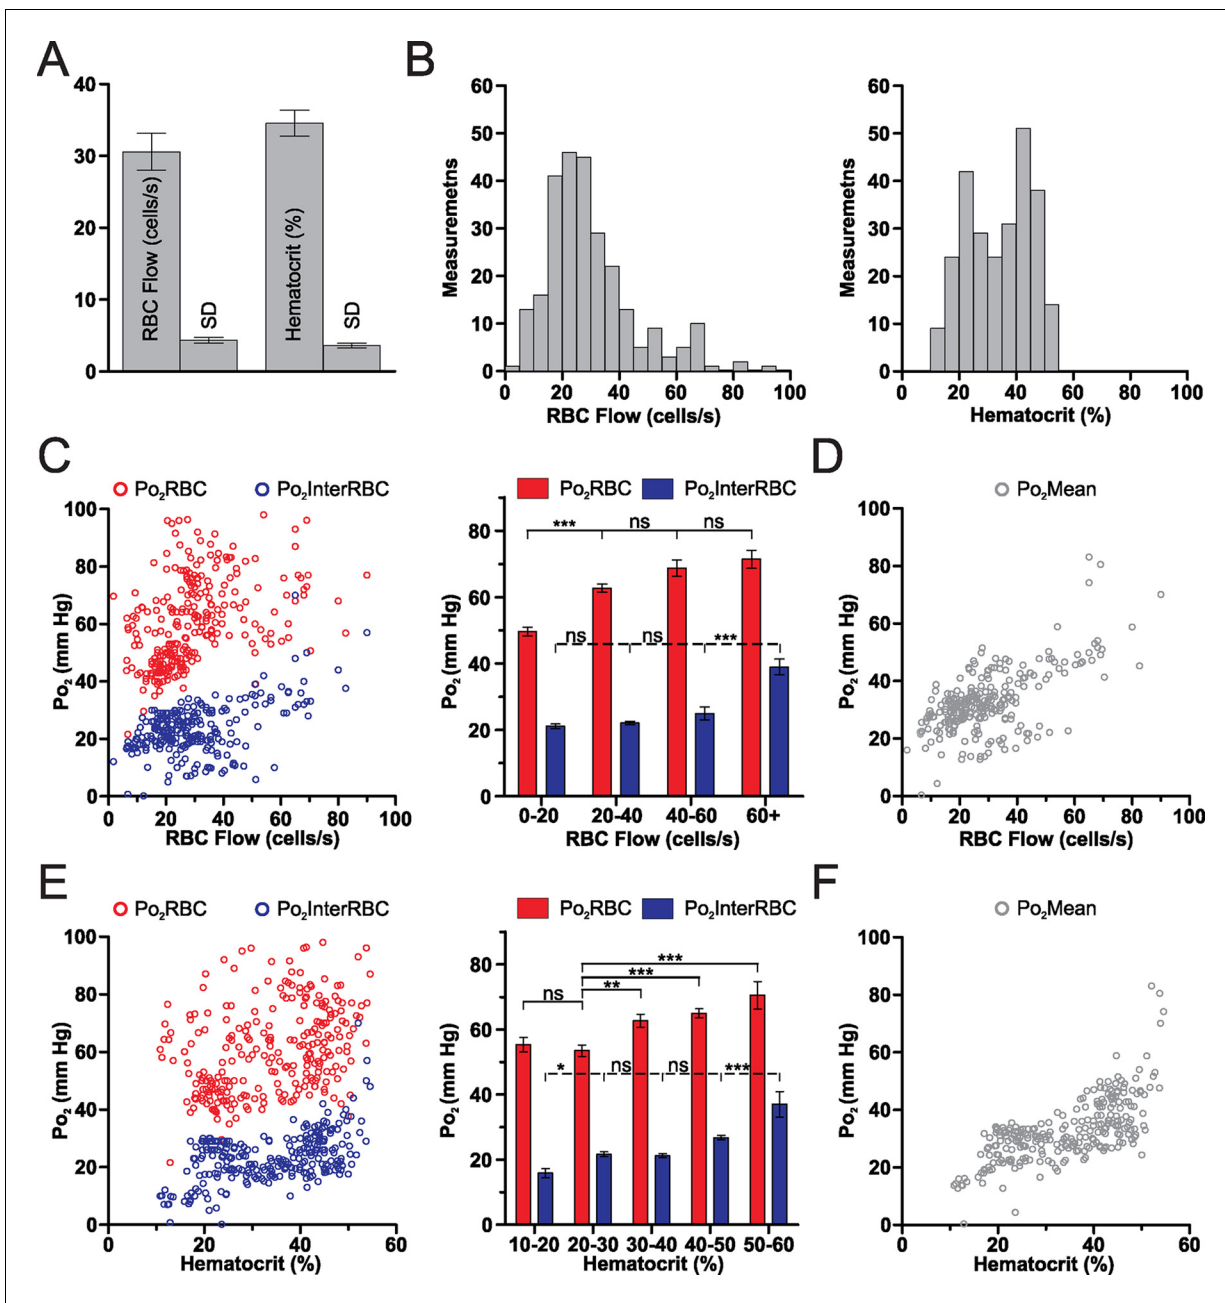 A
40
30
20
10
0
RBC Flow (cells/s)
SD
Hematocrit (%)
SD
B
60
50
40
30
20
10
0
Measuremetns
0 20 40 60 80 100
RBC Flow (cells/s)
60
50
40
30
20
10
0
Measuremetns
0 20 40 60 80 100
Hematocrit (%)
C
Po2RBC Po2InterRBC
100
80
60
40
20
0
Po2 (mm Hg)
0 20 40 60 80 100
RBC Flow (cells/s)
Po2RBC Po2InterRBC
80
60
40
20
0
Po2 (mm Hg)
*** ns ns
ns ns ***
0-20 20-40 40-60 60+
RBC Flow (cells/s)
D
Po2Mean
100
80
60
40
20
0
Po2 (mm Hg)
0 20 40 60 80 100
RBC Flow (cells/s)
E
Po2RBC Po2InterRBC
100
80
60
40
20
0
Po2 (mm Hg)
0 20 40 60
Hematocrit (%)
Po2RBC Po2InterRBC
80
60
40
20
0
Po2 (mm Hg)
***
***
ns **
* ns ns ***
10-20 20-30 30-40 40-50 50-60
Hematocrit (%)
F
Po2Mean
100
80
60
40
20
0
Po2 (mm Hg)
0 20 40 60
Hematocrit (%)